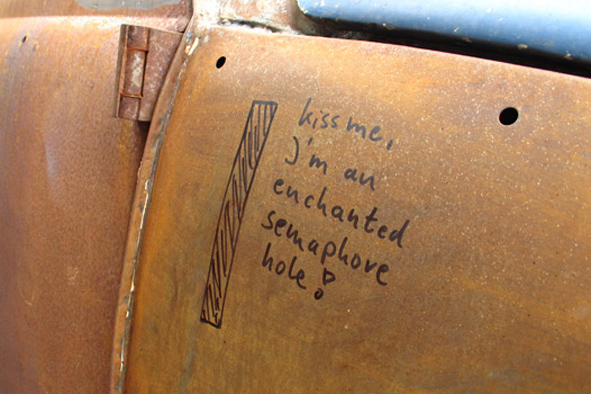 kiss me,
I'm an
enchanted
semaphore
hole!